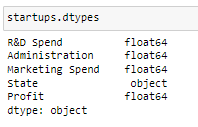 startups.dtypes
R&D Spend float64
Administration float64
Marketing Spend float64
State object
Profit float64
dtype: object